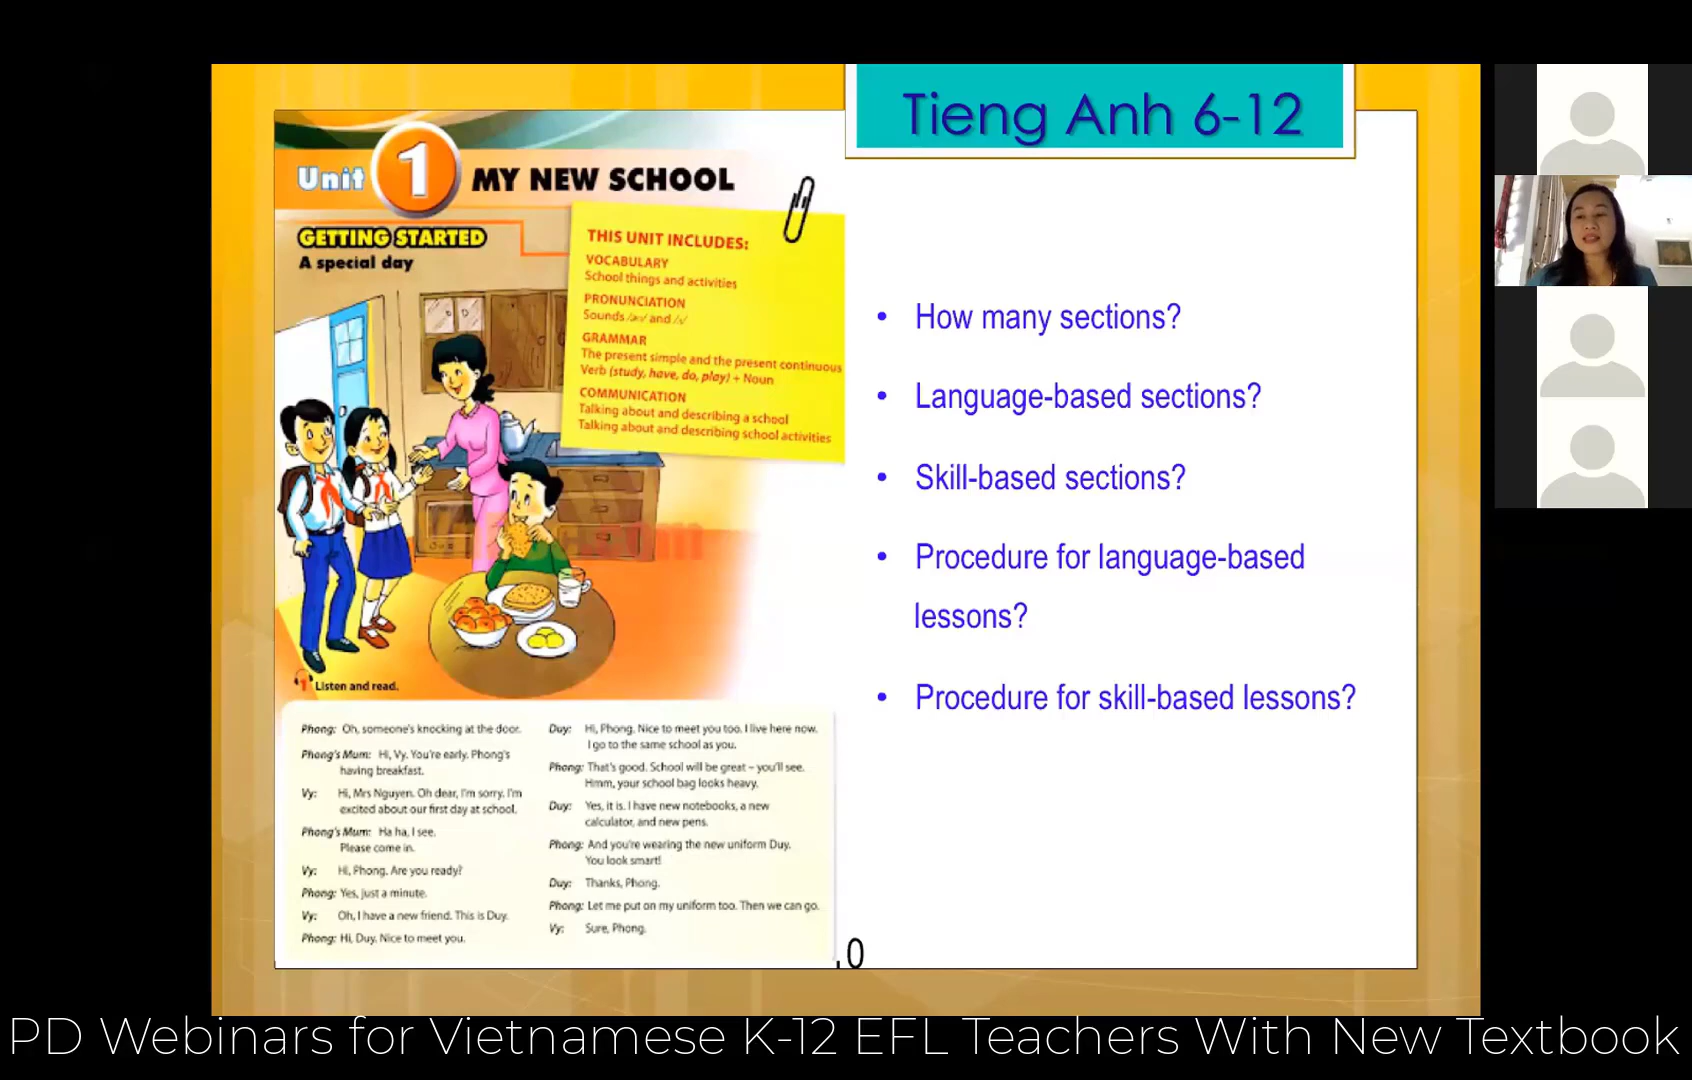 Tieng Anh 6-12
Unit 1 MY NEW SCHOOL
GETTING STARTED
A special day
THIS UNIT INCLUDES:
VOCABULARY
School things and activities
PRONUNCIATION
Sounds and
GRAMMAR
The present simple and the present continuous
Verb (study, have, do, play) + Noun
COMMUNICATION
Talking about and describing a school
Talking about and describing school activities
Listen and read.
Phong: Oh, someone's knocking at the door.
Phong's Mum: Hi, Vy. You're early. Phong's
having breakfast.
Vy: Hi, Mrs Nguyen. Oh dear, I'm sorry. I'm
excited about our first day at school.
Phong's Mum: Ha ha, I see.
Please come in.
Vy: Hi, Phong. Are you ready?
Phong: Yes, just a minute.
Vy: Oh, I have a new friend. This is Duy.
Phong: Hi, Duy. Nice to meet you.
Duy: Hi, Phong. Nice to meet you too. I live here now.
I go to the same school as you.
Phong: That's good. School will be great – you'll see.
Hmm, your school bag looks heavy.
Duy: Yes, it is. I have new notebooks, a new
calculator, and new pens.
Phong: And you're wearing the new uniform Duy.
You look smart!
Duy: Thanks, Phong.
Phong: Let me put on my uniform too. Then we can go.
Vy: Sure, Phong.
• How many sections?
• Language-based sections?
• Skill-based sections?
• Procedure for language-based
lessons?
• Procedure for skill-based lessons?
.0
PD Webinars for Vietnamese K-12 EFL Teachers With New Textbook